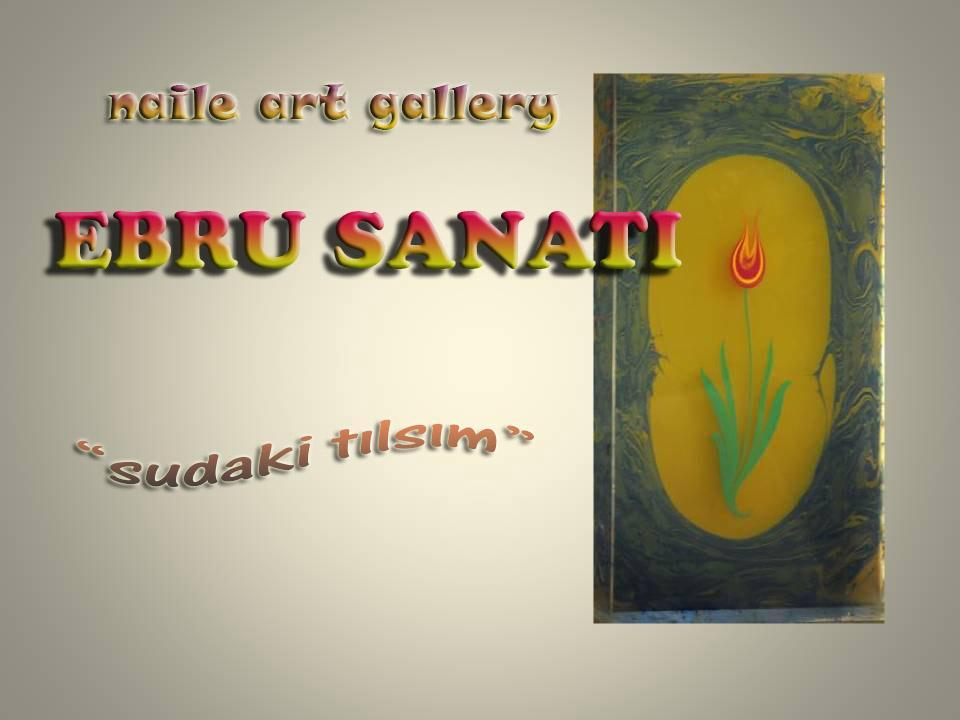 naile art gallery
EBRU SANATI
“sudaki tılsım”